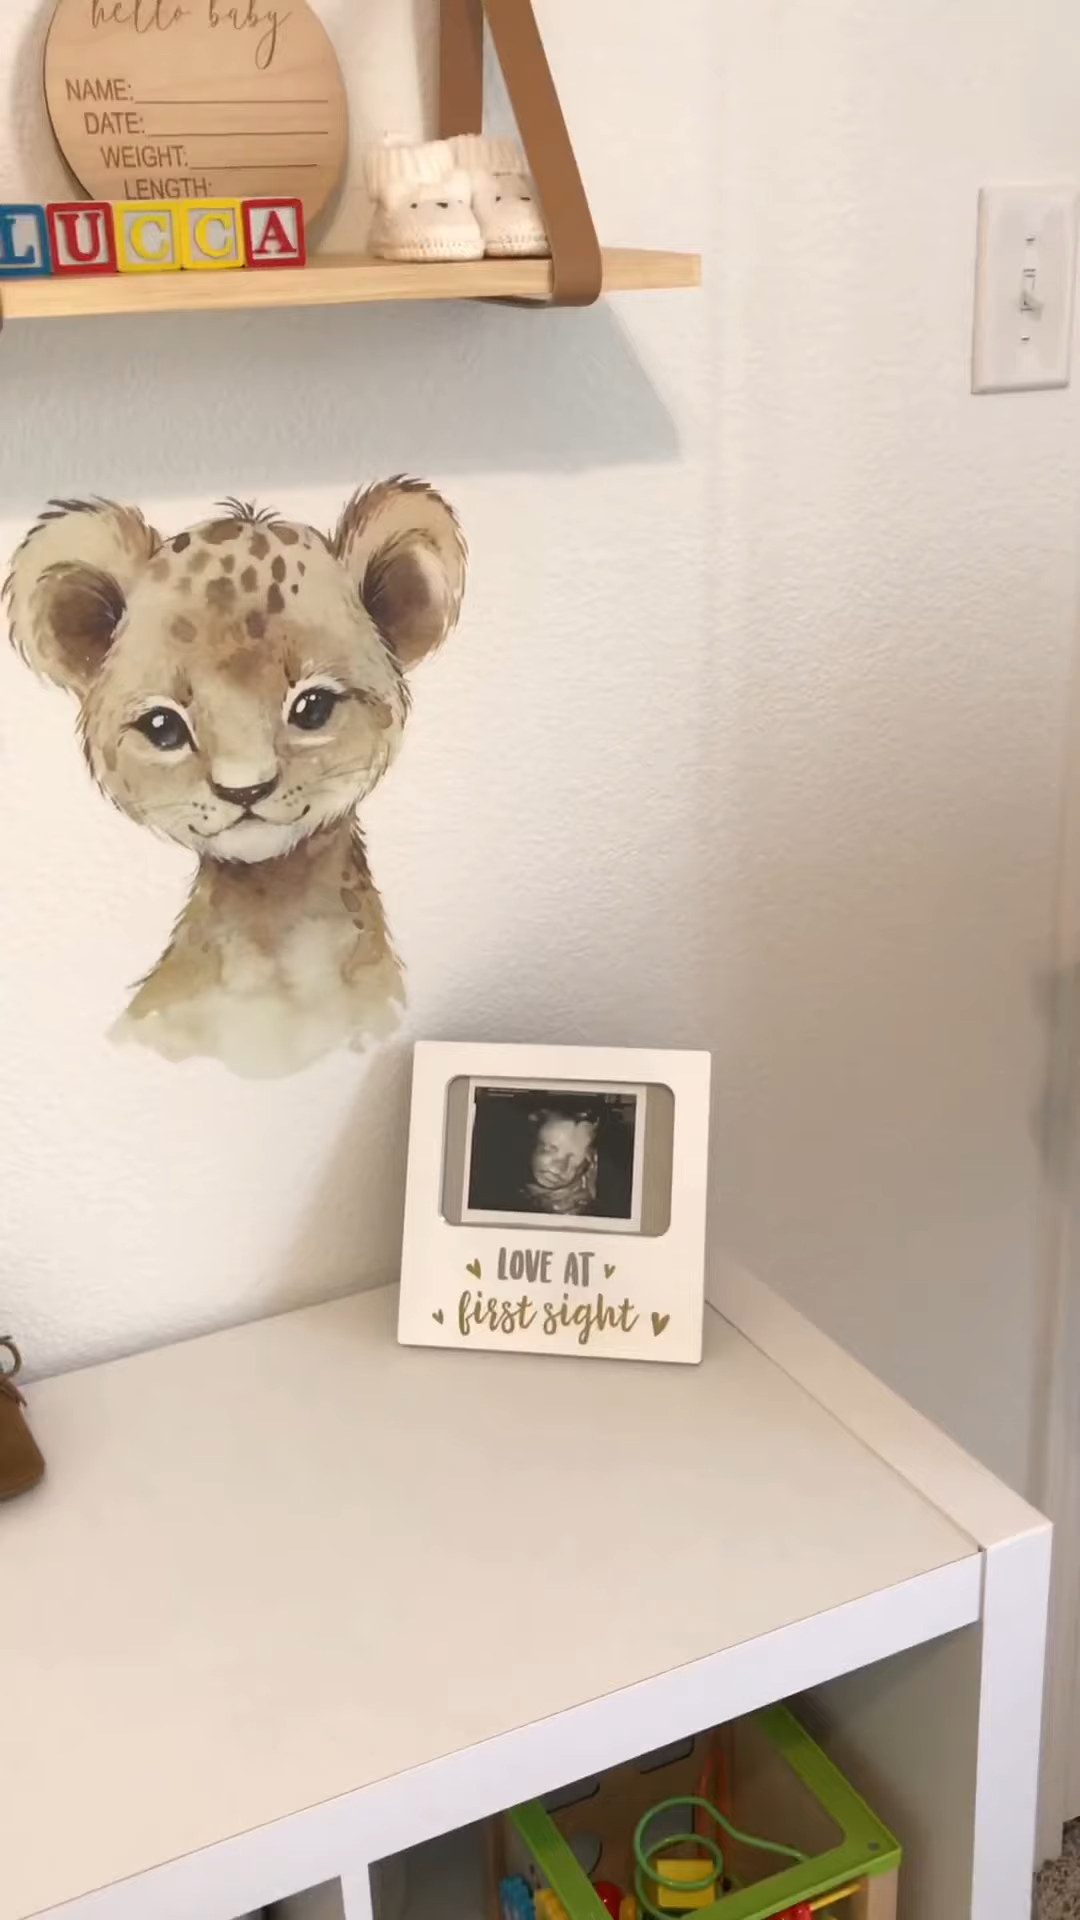 hello baby
NAME:
DATE:
WEIGHT:
LENGTH:
LUCCA
LOVE AT
first sight